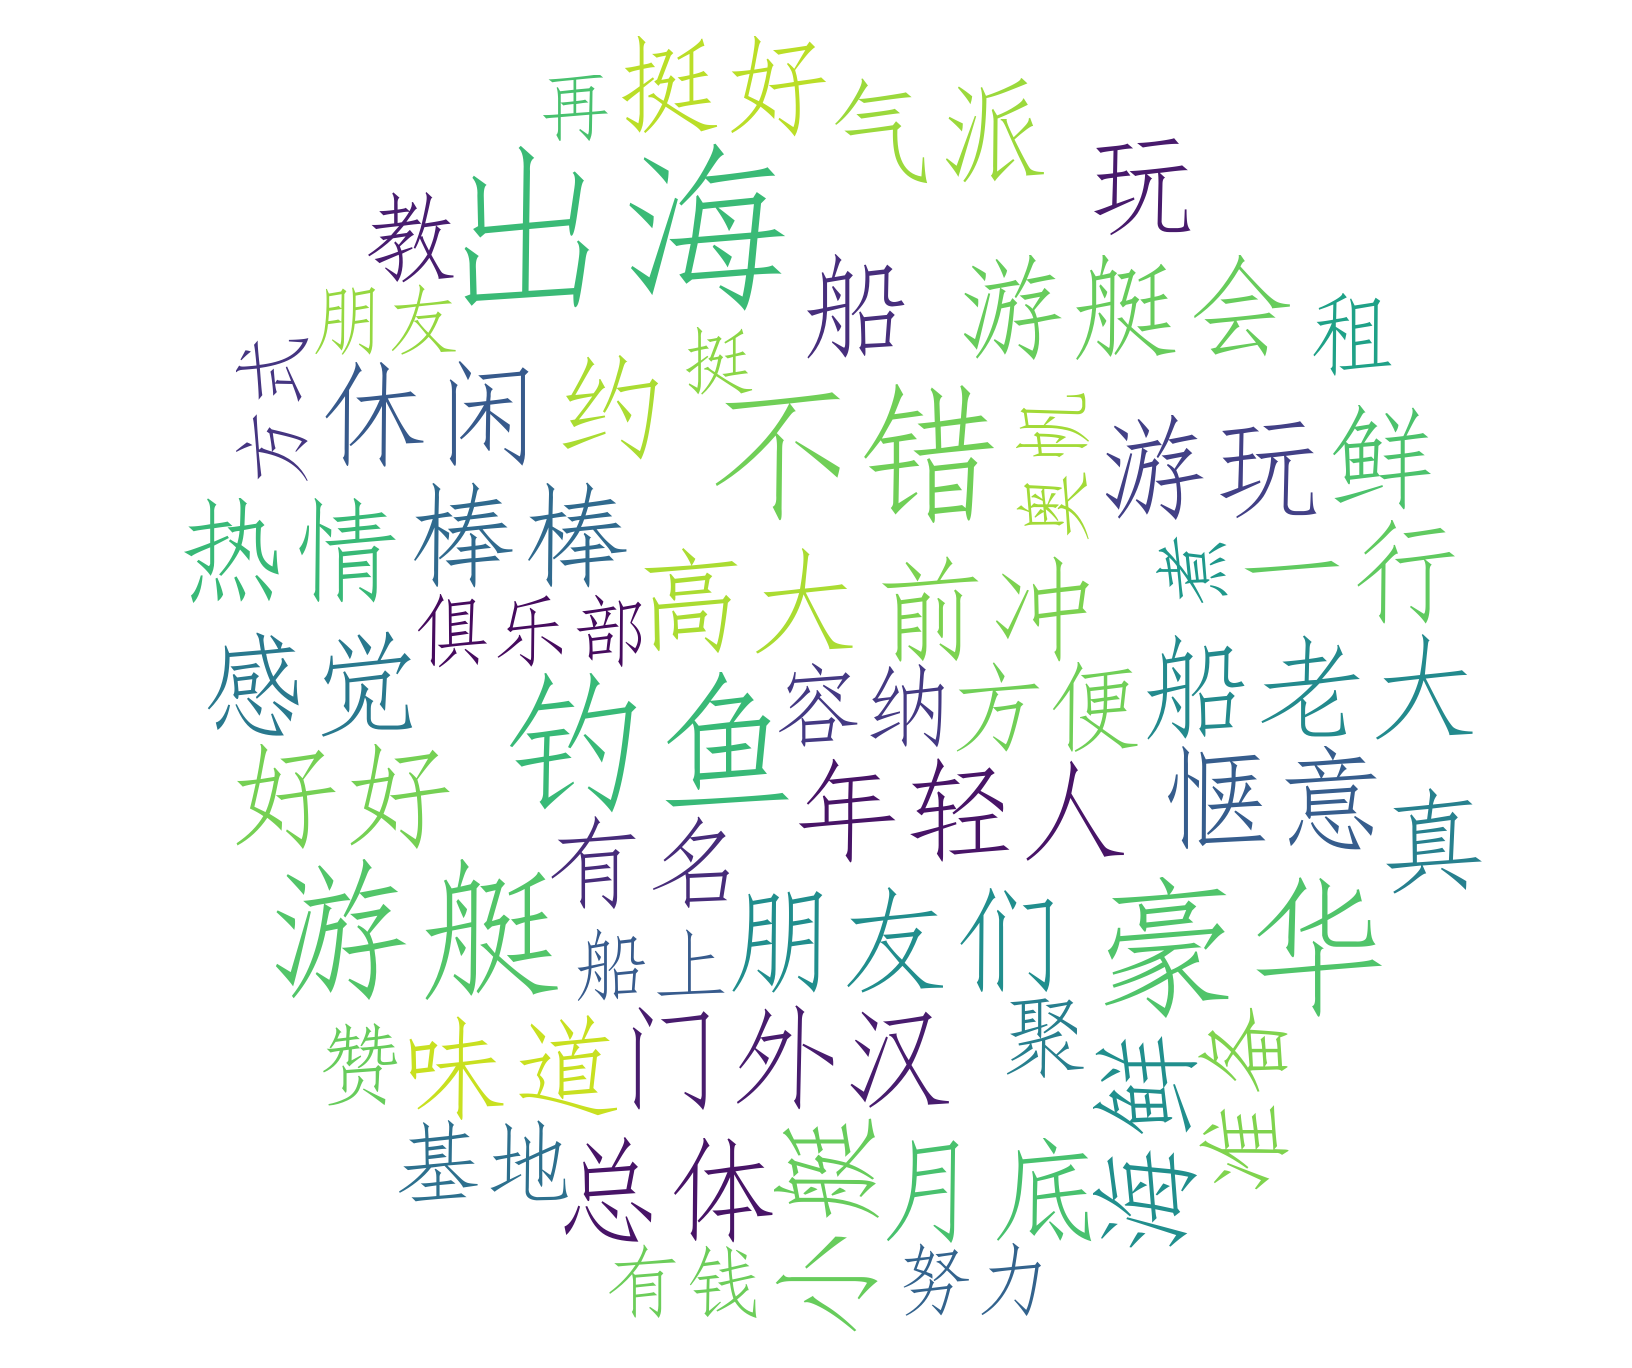 再
挺好
气派
玩
教
出海
船
游艇会
租
朋友
方式
休闲
约
挺
不错
奥帆
游玩
鲜
热情
棒棒
高大
前冲
煮
一行
俱乐部
感觉
钓鱼
容纳
方便
船老大
好好
年轻人
惬意
真
有名
游艇
船上
朋友们
豪华
赞
味道
门外汉
聚
海鲜
准备
基地
总体
艇
月底
有钱
小
努力